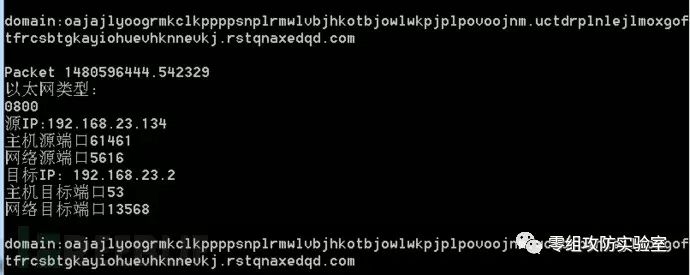 domain:oajajlyoogrmkclkppppsnplrmwlvbjhkotbjowlwkpjplpovoojnm.uctdrplnlejlmoxgof
tfrcsbtgkayiohuevhknnevkj.rstqnaxedqd.com
Packet 1480596444.542329
以太网类型:
0800
源IP:192.168.23.134
主机源端口61461
网络源端口5616
目标IP: 192.168.23.2
主机目标端口53
网络目标端口13568
零组攻防实验室
domain:oajajlyoogrmkclkppppsnplrmwlvbjhkotbjowlwkpjplpovoojnm.uctdrplnlejlmoxgof
tfrcsbtgkayiohuevhknnevkj.rstqnaxedqd.com